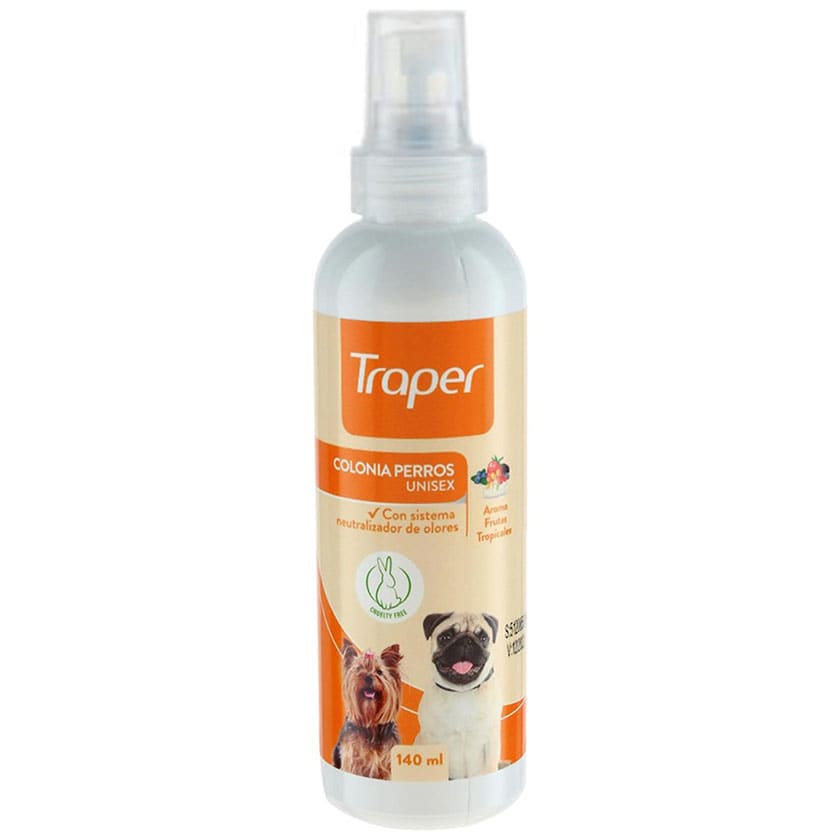 Traper
COLONIA PERROS
UNISEX
Con sistema
neutralizador de olores
Aroma
Frutas
Tropicales
CRUELTY FREE
140 ml